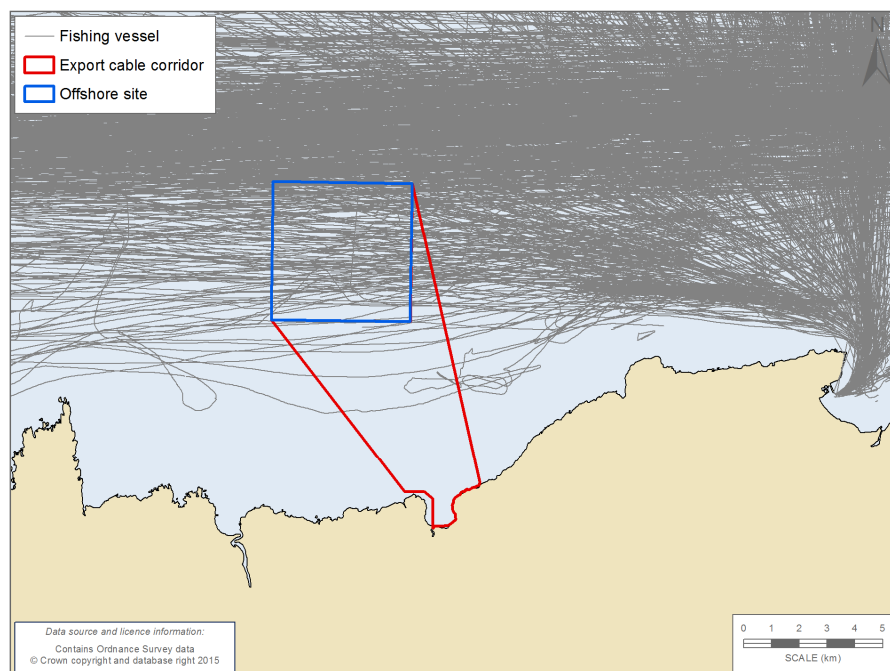 Fishing vessel
Export cable corridor
Offshore site
N
Data source and licence information:
Contains Ordnance Survey data
© Crown copyright and database right 2015
0 1 2 3 4 5
SCALE (km)